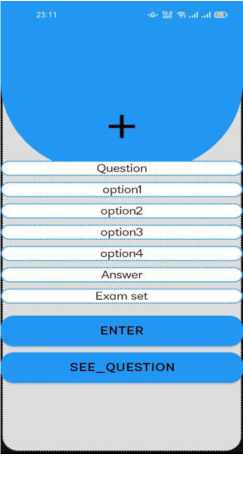 23:11
+
Question
option1
option2
option3
option4
Answer
Exam set
ENTER
SEE_QUESTION